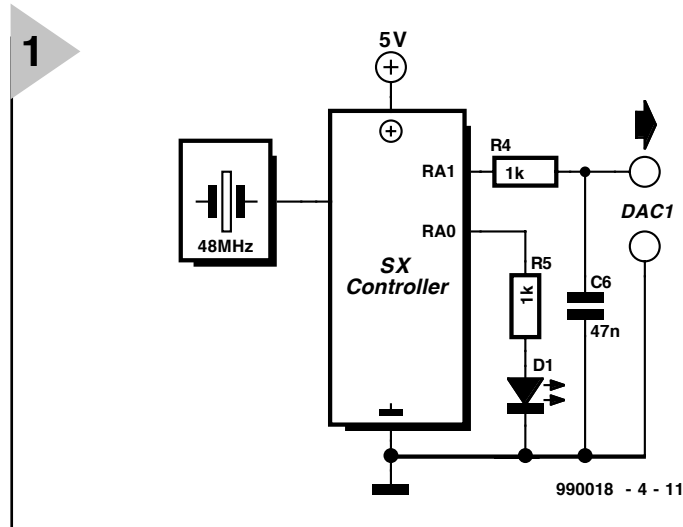 1
5V
R4
RA1
1k
RA0
DAC1
48MHz
SX
Controller
R5
1k
C6
47n
D1
990018 - 4 - 11